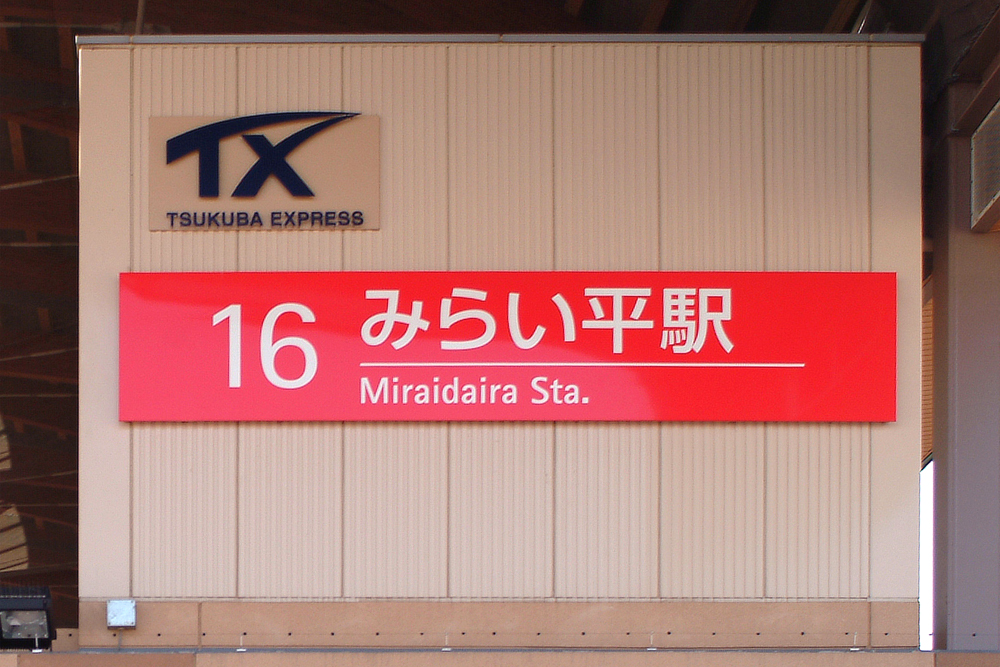 TX
TSUKUBA EXPRESS
16 みらい平駅
Miraidaira Sta.